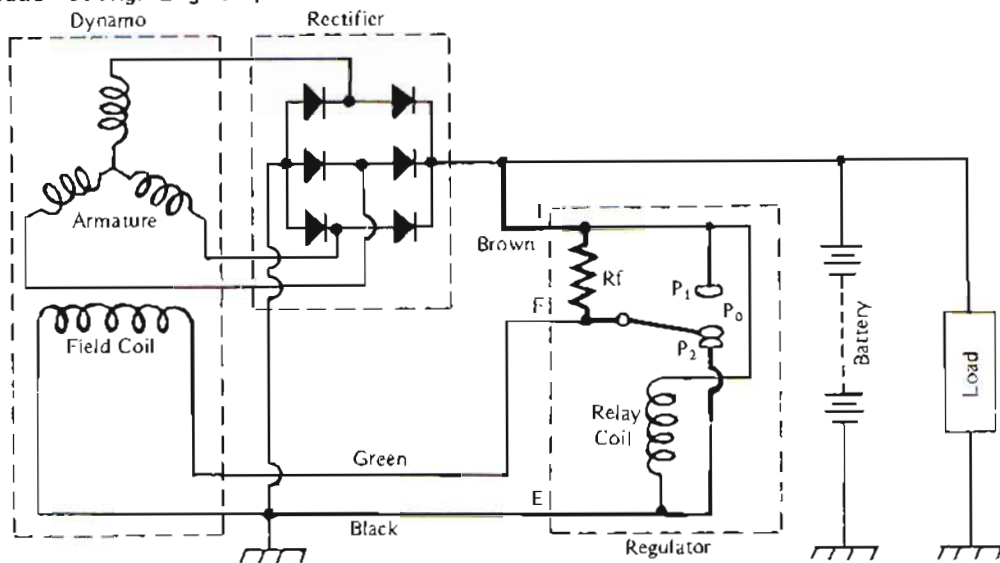 Dynamo
Rectifier
Armature
Brown
I
Rf
P1
P0
F
P2
Field Coil
Battery
Load
Relay
Coil
Green
E
Black
Regulator